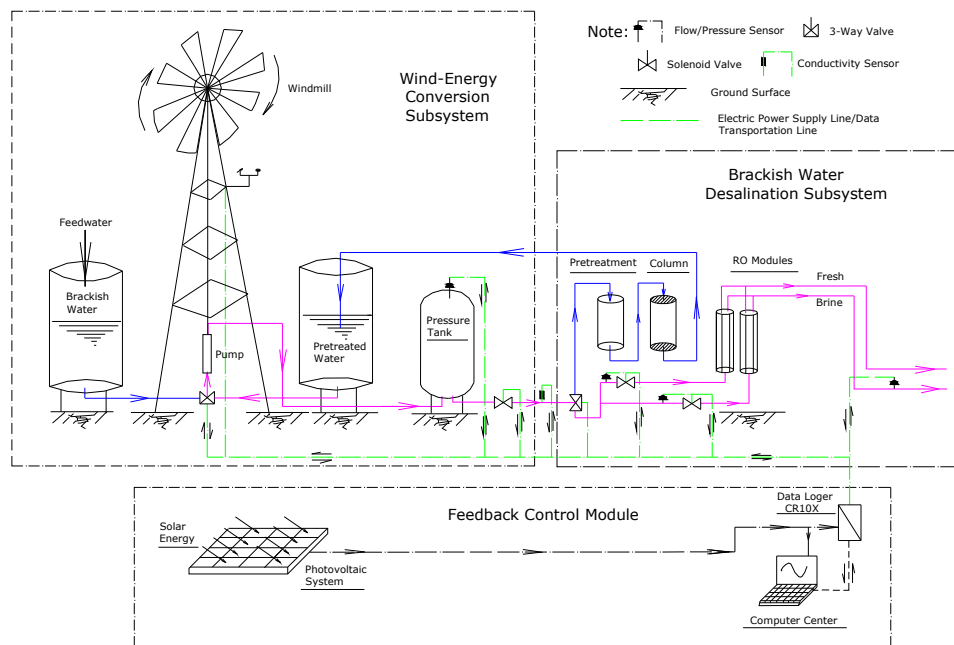 Note:
Flow/Pressure Sensor
3-Way Valve
Solenoid Valve
Conductivity Sensor
Ground Surface
Electric Power Supply Line/Data
Transportation Line
Wind-Energy
Conversion
Subsystem
Windmill
Feedwater
Brackish
Water
Pump
Pretreated
Water
Pressure
Tank
Brackish Water
Desalination Subsystem
Pretreatment
Column
RO Modules
Fresh
Brine
Feedback Control Module
Solar
Energy
Photovoltaic
System
Data Loger
CR10X
Computer Center